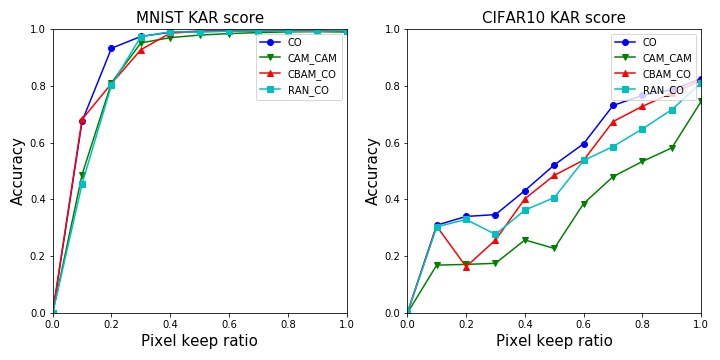 MNIST KAR score
1.0
0.8
0.6
0.4
0.2
0.0
Accuracy
CO
CAM_CAM
CBAM_CO
RAN_CO
0.0 0.2 0.4 0.6 0.8 1.0
Pixel keep ratio
CIFAR10 KAR score
1.0
0.8
0.6
0.4
0.2
0.0
Accuracy
CO
CAM_CAM
CBAM_CO
RAN_CO
0.0 0.2 0.4 0.6 0.8 1.0
Pixel keep ratio